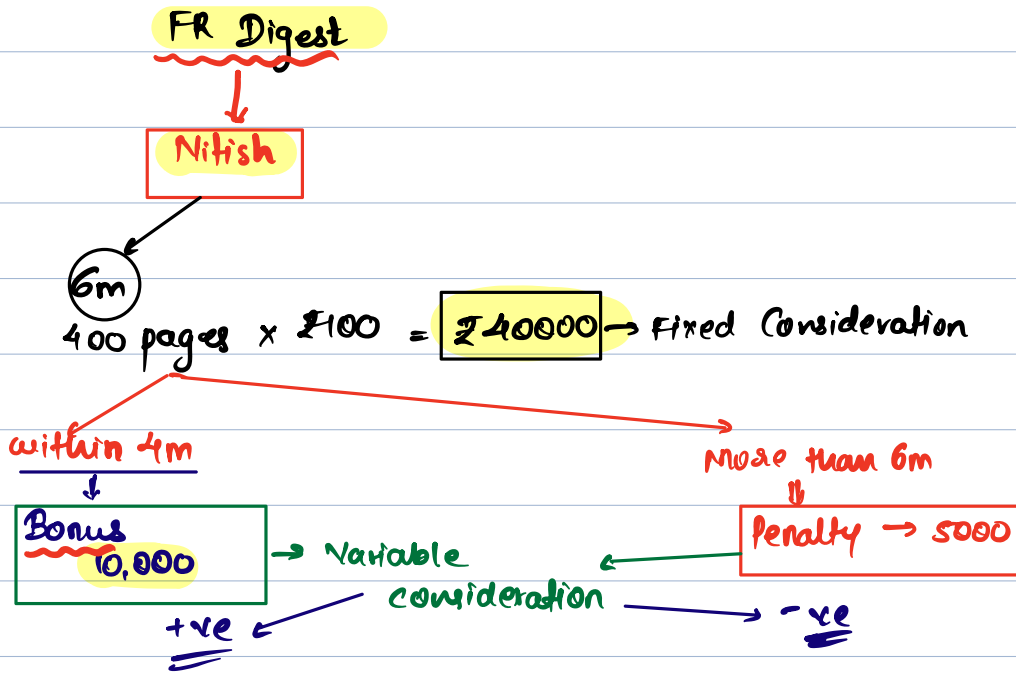 FR Digest
Nitish
6m
400 pages × ₹100 = ₹40000 → Fixed Consideration
within 4m
More than 6m
Bonus
10,000
Penalty → 5000
→ Variable
consideration
+ve
-ve